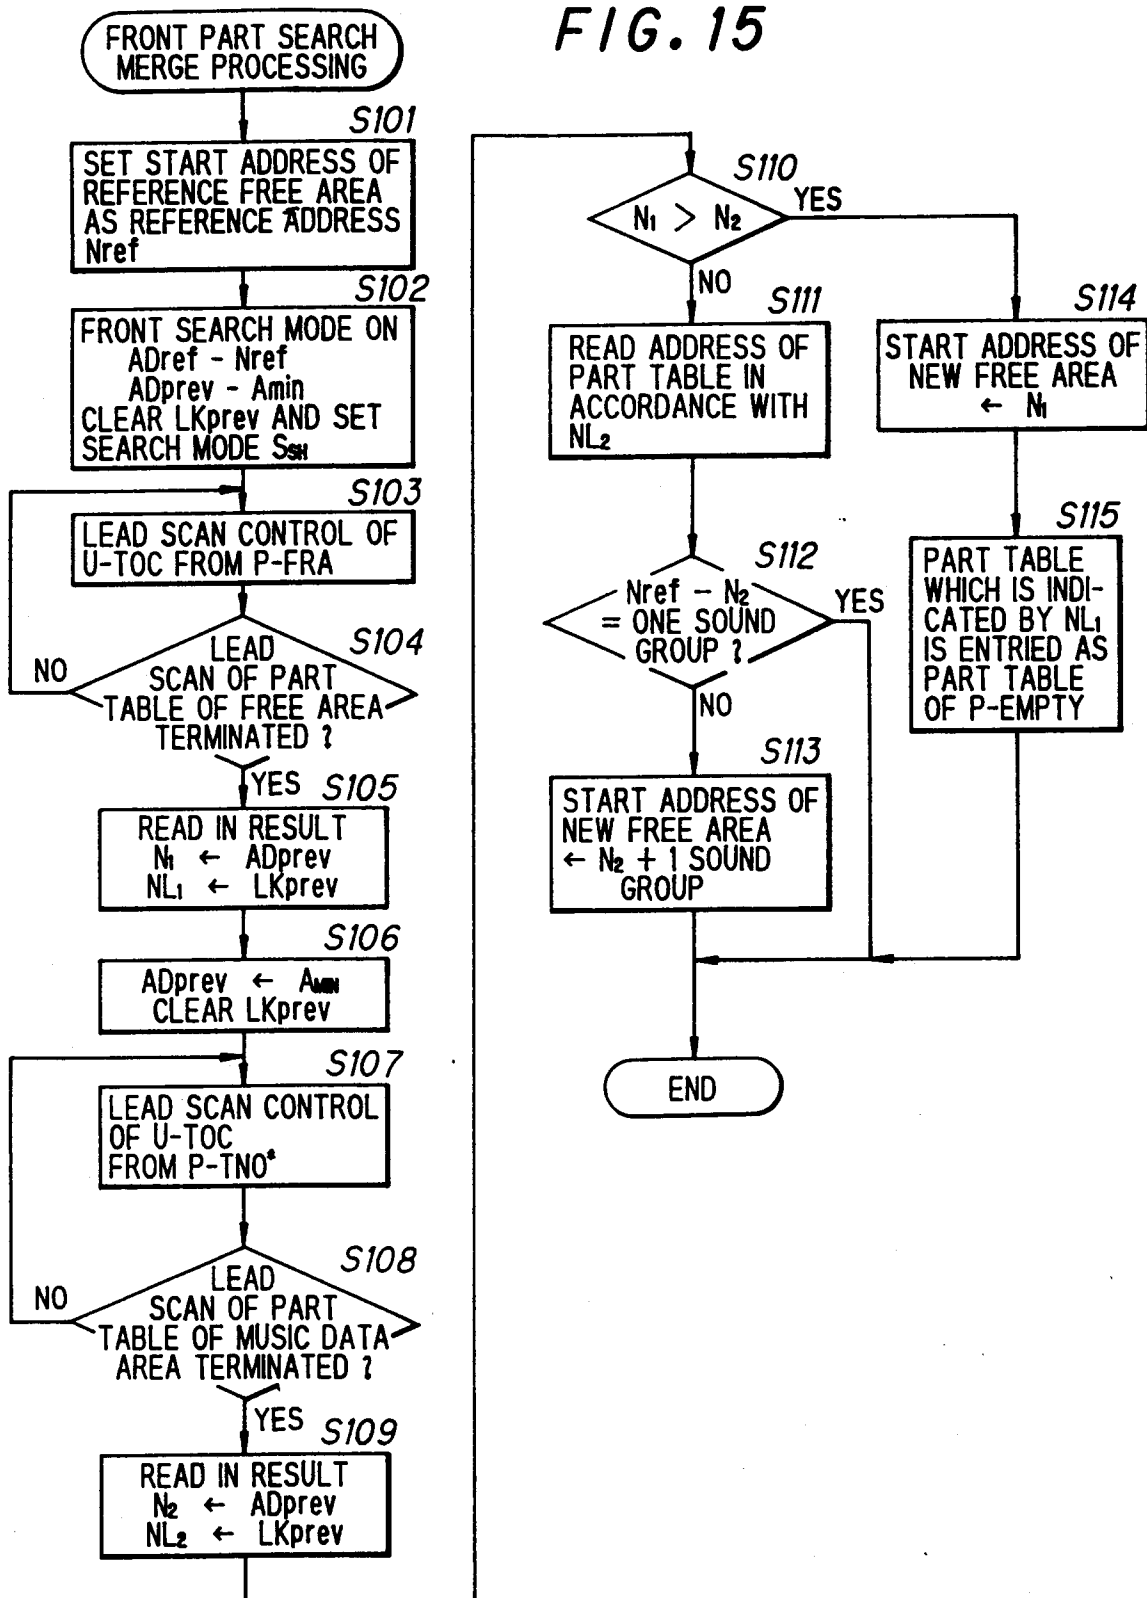 FIG. 15
FRONT PART SEARCH
MERGE PROCESSING
S101
SET START ADDRESS OF
REFERENCE FREE AREA
AS REFERENCE ADDRESS
Nref
S102
FRONT SEARCH MODE ON
ADref - Nref
ADprev - Amin
CLEAR LKprev AND SET
SEARCH MODE SSH
S103
LEAD SCAN CONTROL OF
U-TOC FROM P-FRA
S104
NO
LEAD
SCAN OF PART
TABLE OF FREE AREA
TERMINATED ?
YES
S105
READ IN RESULT
N1 ← ADprev
NL1 ← LKprev
S106
ADprev ← AMIN
CLEAR LKprev
S107
LEAD SCAN CONTROL
OF U-TOC
FROM P-TNO*
S108
NO
LEAD
SCAN OF PART
TABLE OF MUSIC DATA
AREA TERMINATED ?
YES
S109
READ IN RESULT
N2 ← ADprev
NL2 ← LKprev
S110
N1 > N2
YES
NO
S111
READ ADDRESS OF
PART TABLE IN
ACCORDANCE WITH
NL2
S112
Nref - N2
= ONE SOUND
GROUP ?
YES
NO
S113
START ADDRESS OF
NEW FREE AREA
← N2 + 1 SOUND
GROUP
S114
START ADDRESS OF
NEW FREE AREA
← N1
S115
PART TABLE
WHICH IS INDI-
CATED BY NL1
IS ENTRIED AS
PART TABLE
OF P-EMPTY
END